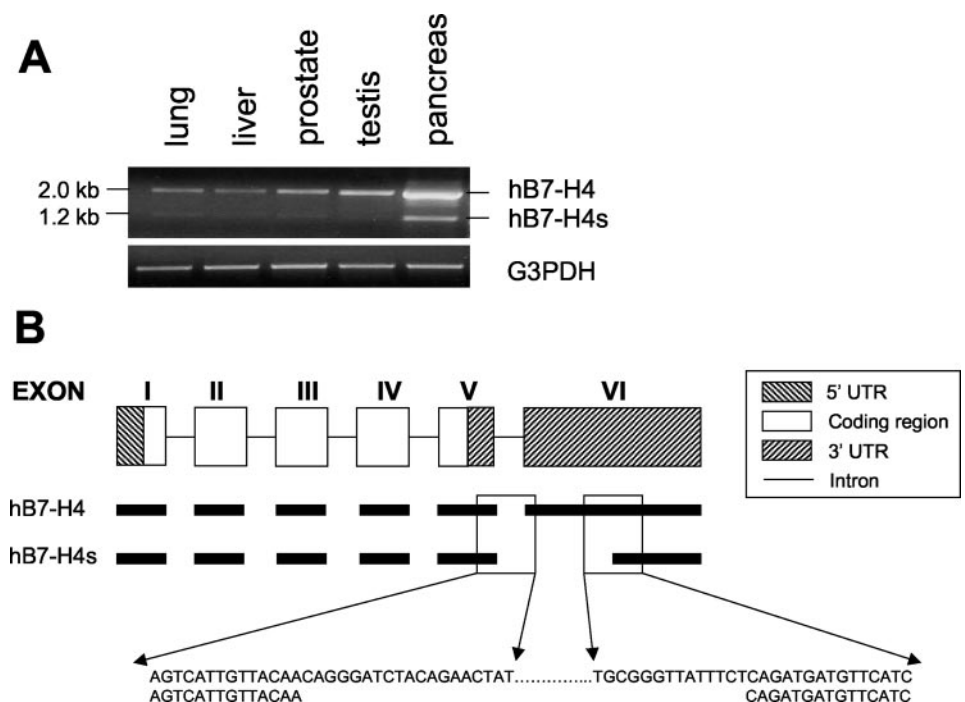 A
lung liver prostate testis pancreas
2.0 kb hB7-H4
1.2 kb hB7-H4s
G3PDH
B
EXON I II III IV V VI
5’ UTR
Coding region
3’ UTR
Intron
hB7-H4
hB7-H4s
AGTCATTGTTACAACAGGGATCTACAGAACTAT..............TGCGGGTTATTTCTCAGATGATGTTCATC
AGTCATTGTTACAA CAGATGATGTTCATC